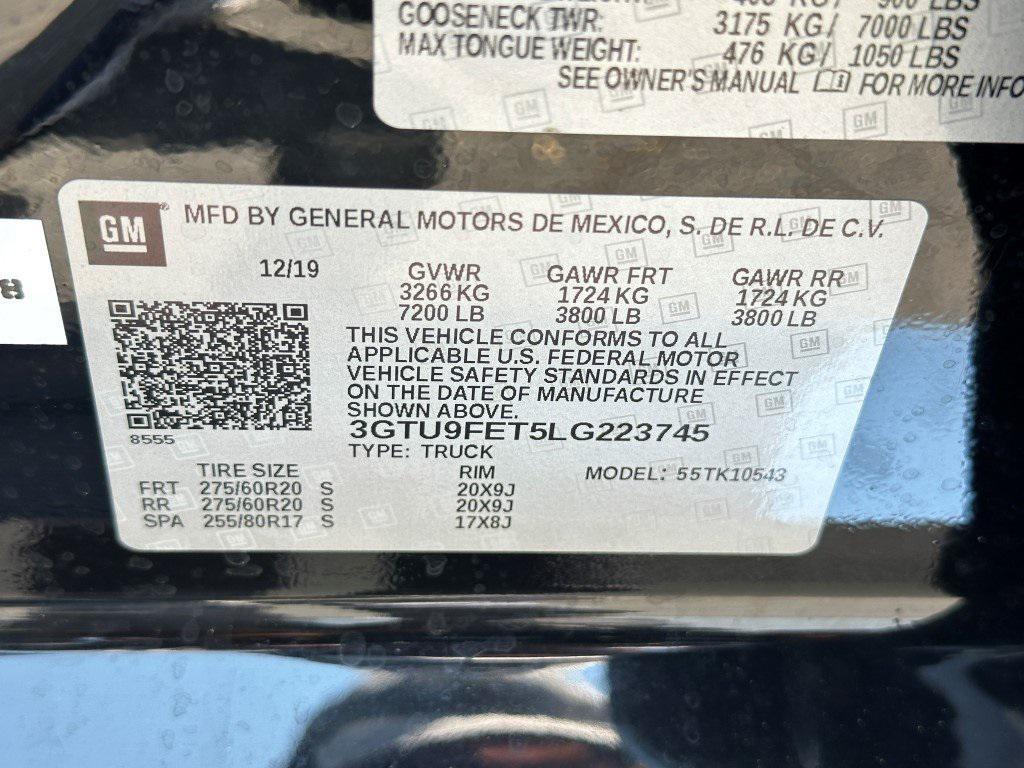 GOOSENECK TWR: 3175 KG/ 7000 LBS
MAX TONGUE WEIGHT: 476 KG/ 1050 LBS
SEE OWNER'S MANUAL FOR MORE INFO
GM ® MFD BY GENERAL MOTORS DE MEXICO, S. DE R.L. DE C.V.
12/19 GVWR GAWR FRT GAWR RR
3266 KG 1724 KG 1724 KG
7200 LB 3800 LB 3800 LB
THIS VEHICLE CONFORMS TO ALL
APPLICABLE U.S. FEDERAL MOTOR
VEHICLE SAFETY STANDARDS IN EFFECT
ON THE DATE OF MANUFACTURE
SHOWN ABOVE.
8555 3GTU9FET5LG223745
TYPE: TRUCK
TIRE SIZE RIM MODEL: 55TK10543
FRT 275/60R20 S 20X9J
RR 275/60R20 S 20X9J
SPA 255/80R17 S 17X8J